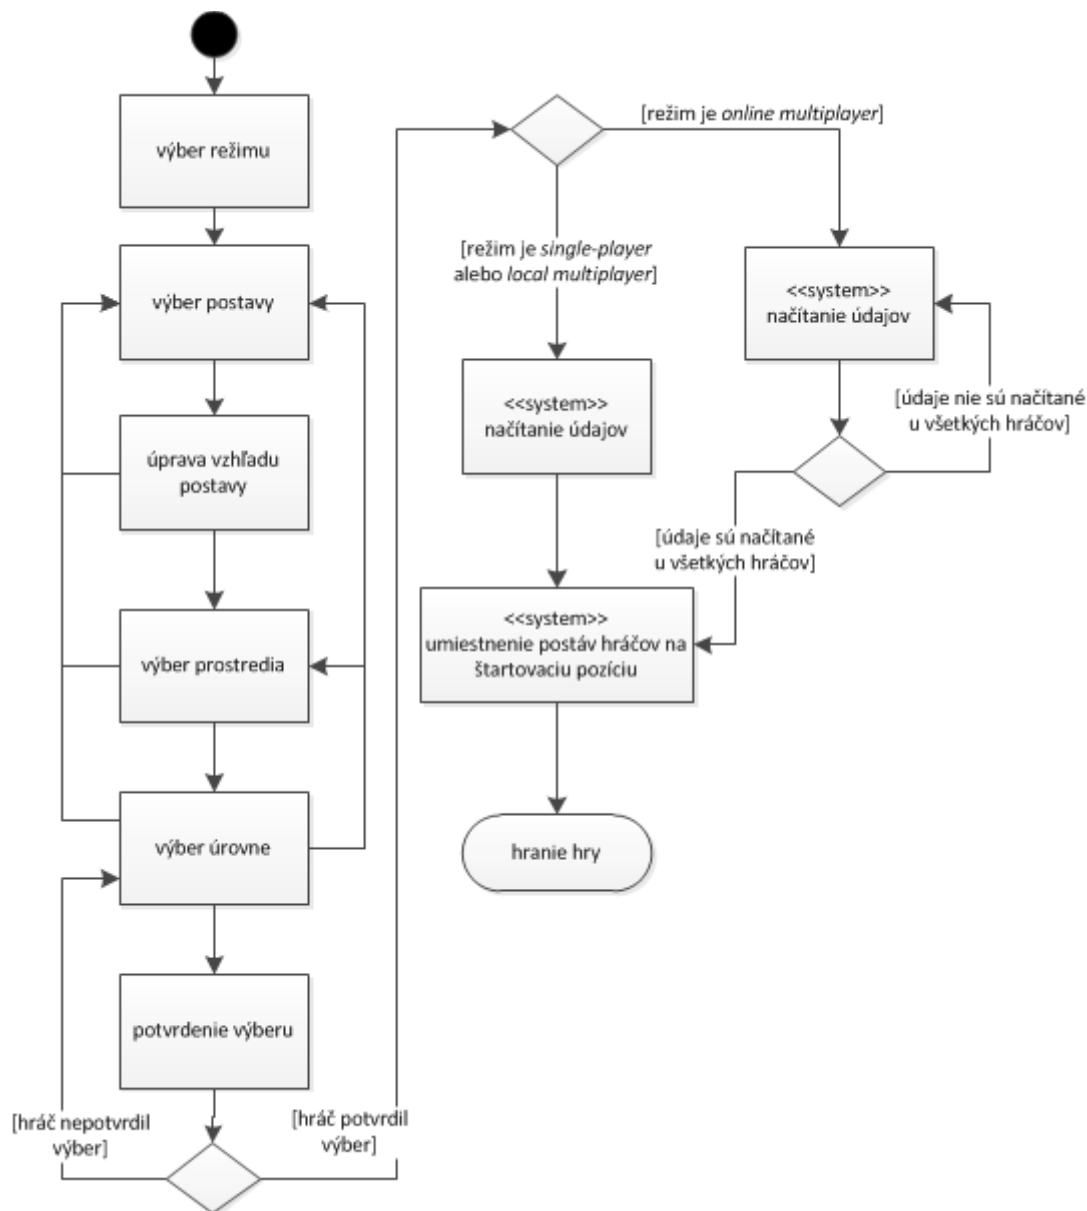 výber režimu
výber postavy
úprava vzhľadu
postavy
výber prostredia
výber úrovne
potvrdenie výberu
[hráč nepotvrdil
výber]
[hráč potvrdil
výber]
[režim je online multiplayer]
[režim je single-player
alebo local multiplayer]
<<system>>
načítanie údajov
<<system>>
načítanie údajov
[údaje nie sú načítané
u všetkých hráčov]
[údaje sú načítané
u všetkých hráčov]
<<system>>
umiestnenie postáv hráčov na
štartovaciu pozíciu
hranie hry